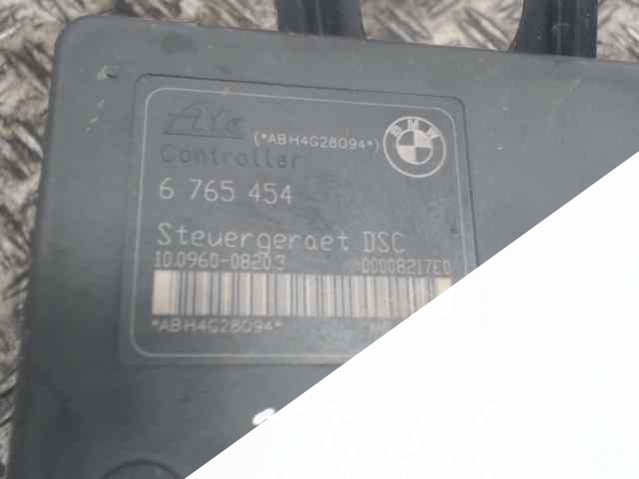 Ate (*ABH4G28094*) BMW
Controller
6 765 454
Steuergeraet DSC
10.0960-0820.3 00008217E0
*ABH4G28094*